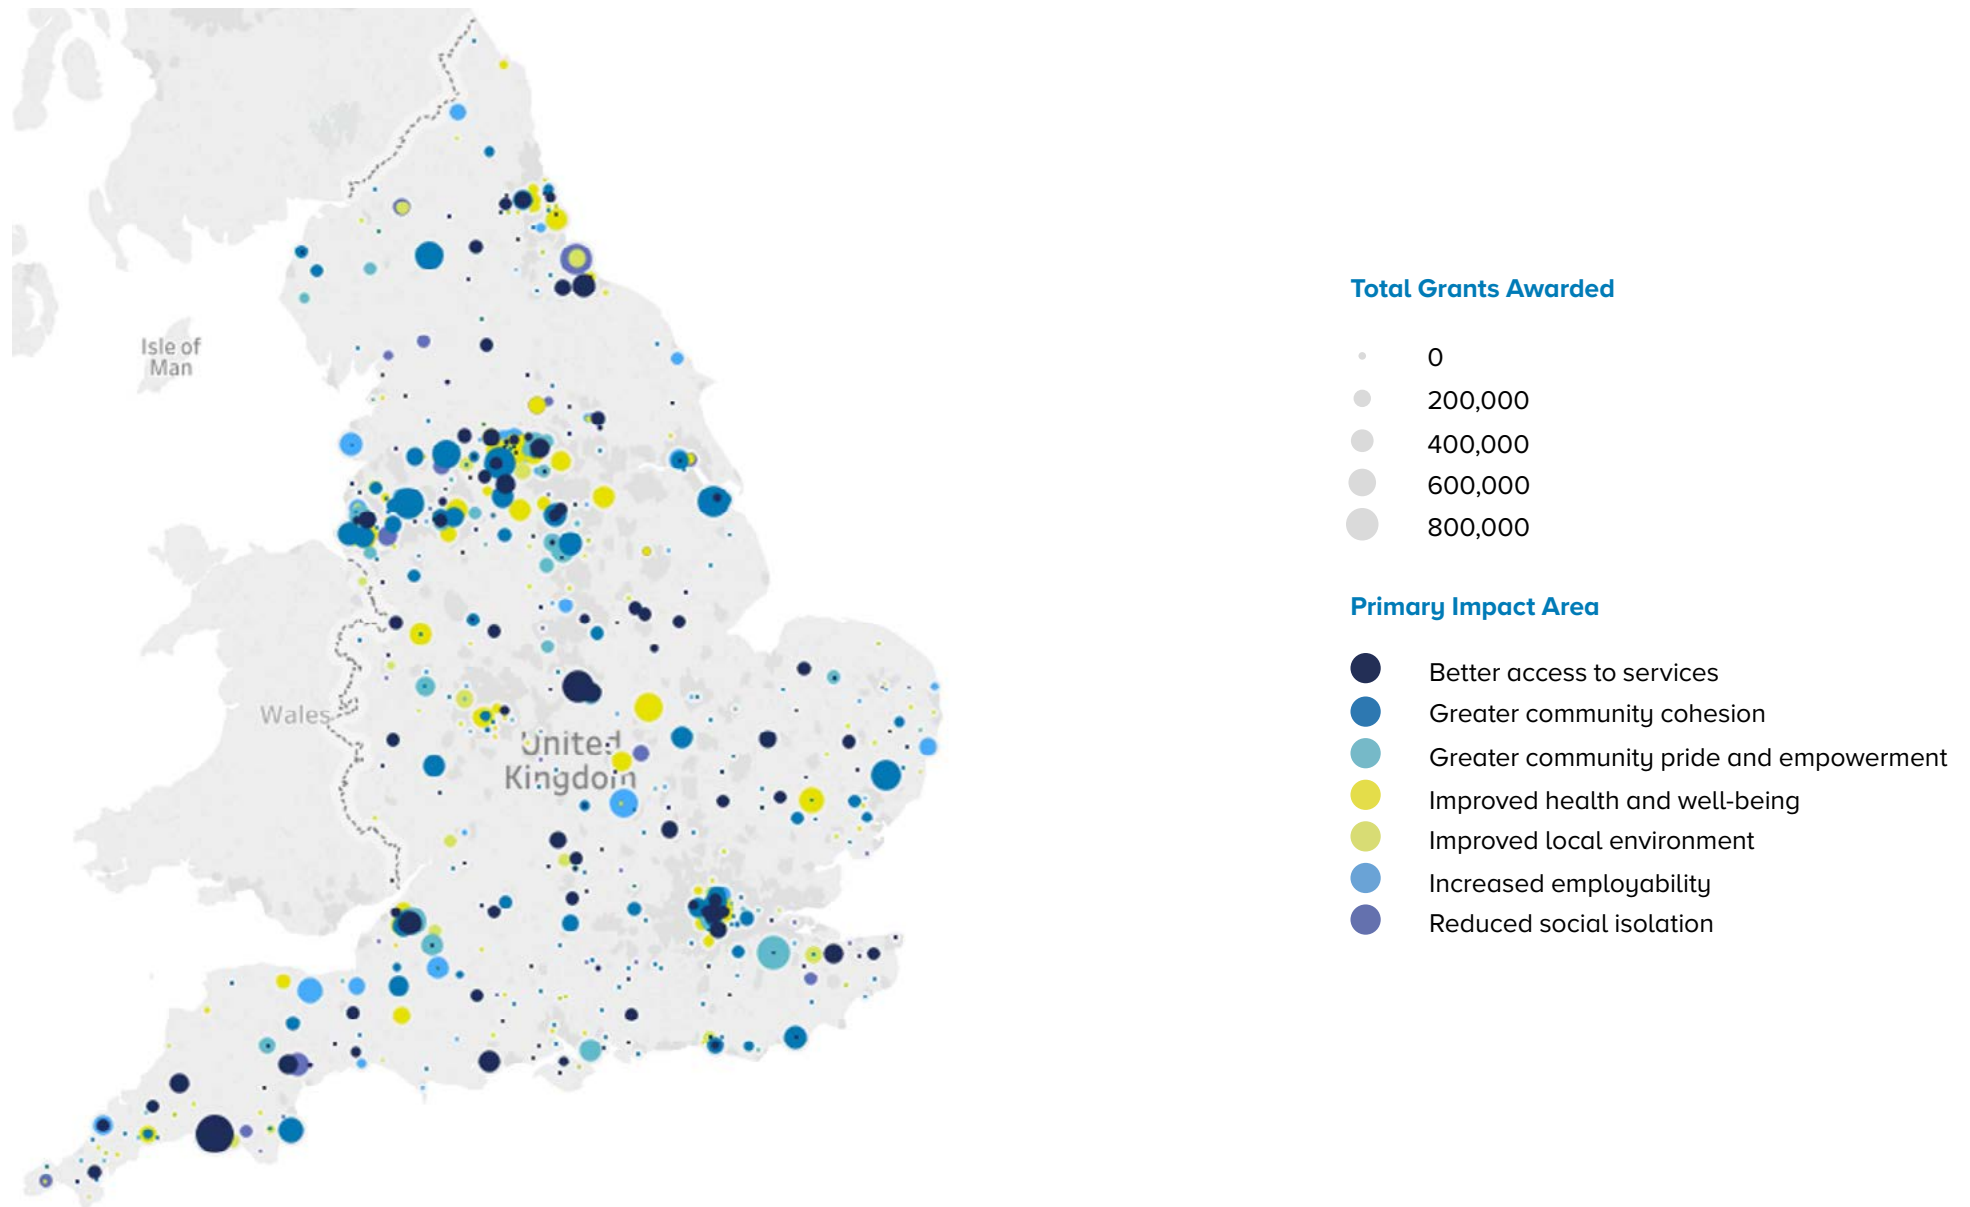 Isle of
Man
Wales
United
Kingdom
Total Grants Awarded
0
200,000
400,000
600,000
800,000
Primary Impact Area
Better access to services
Greater community cohesion
Greater community pride and empowerment
Improved health and well-being
Improved local environment
Increased employability
Reduced social isolation